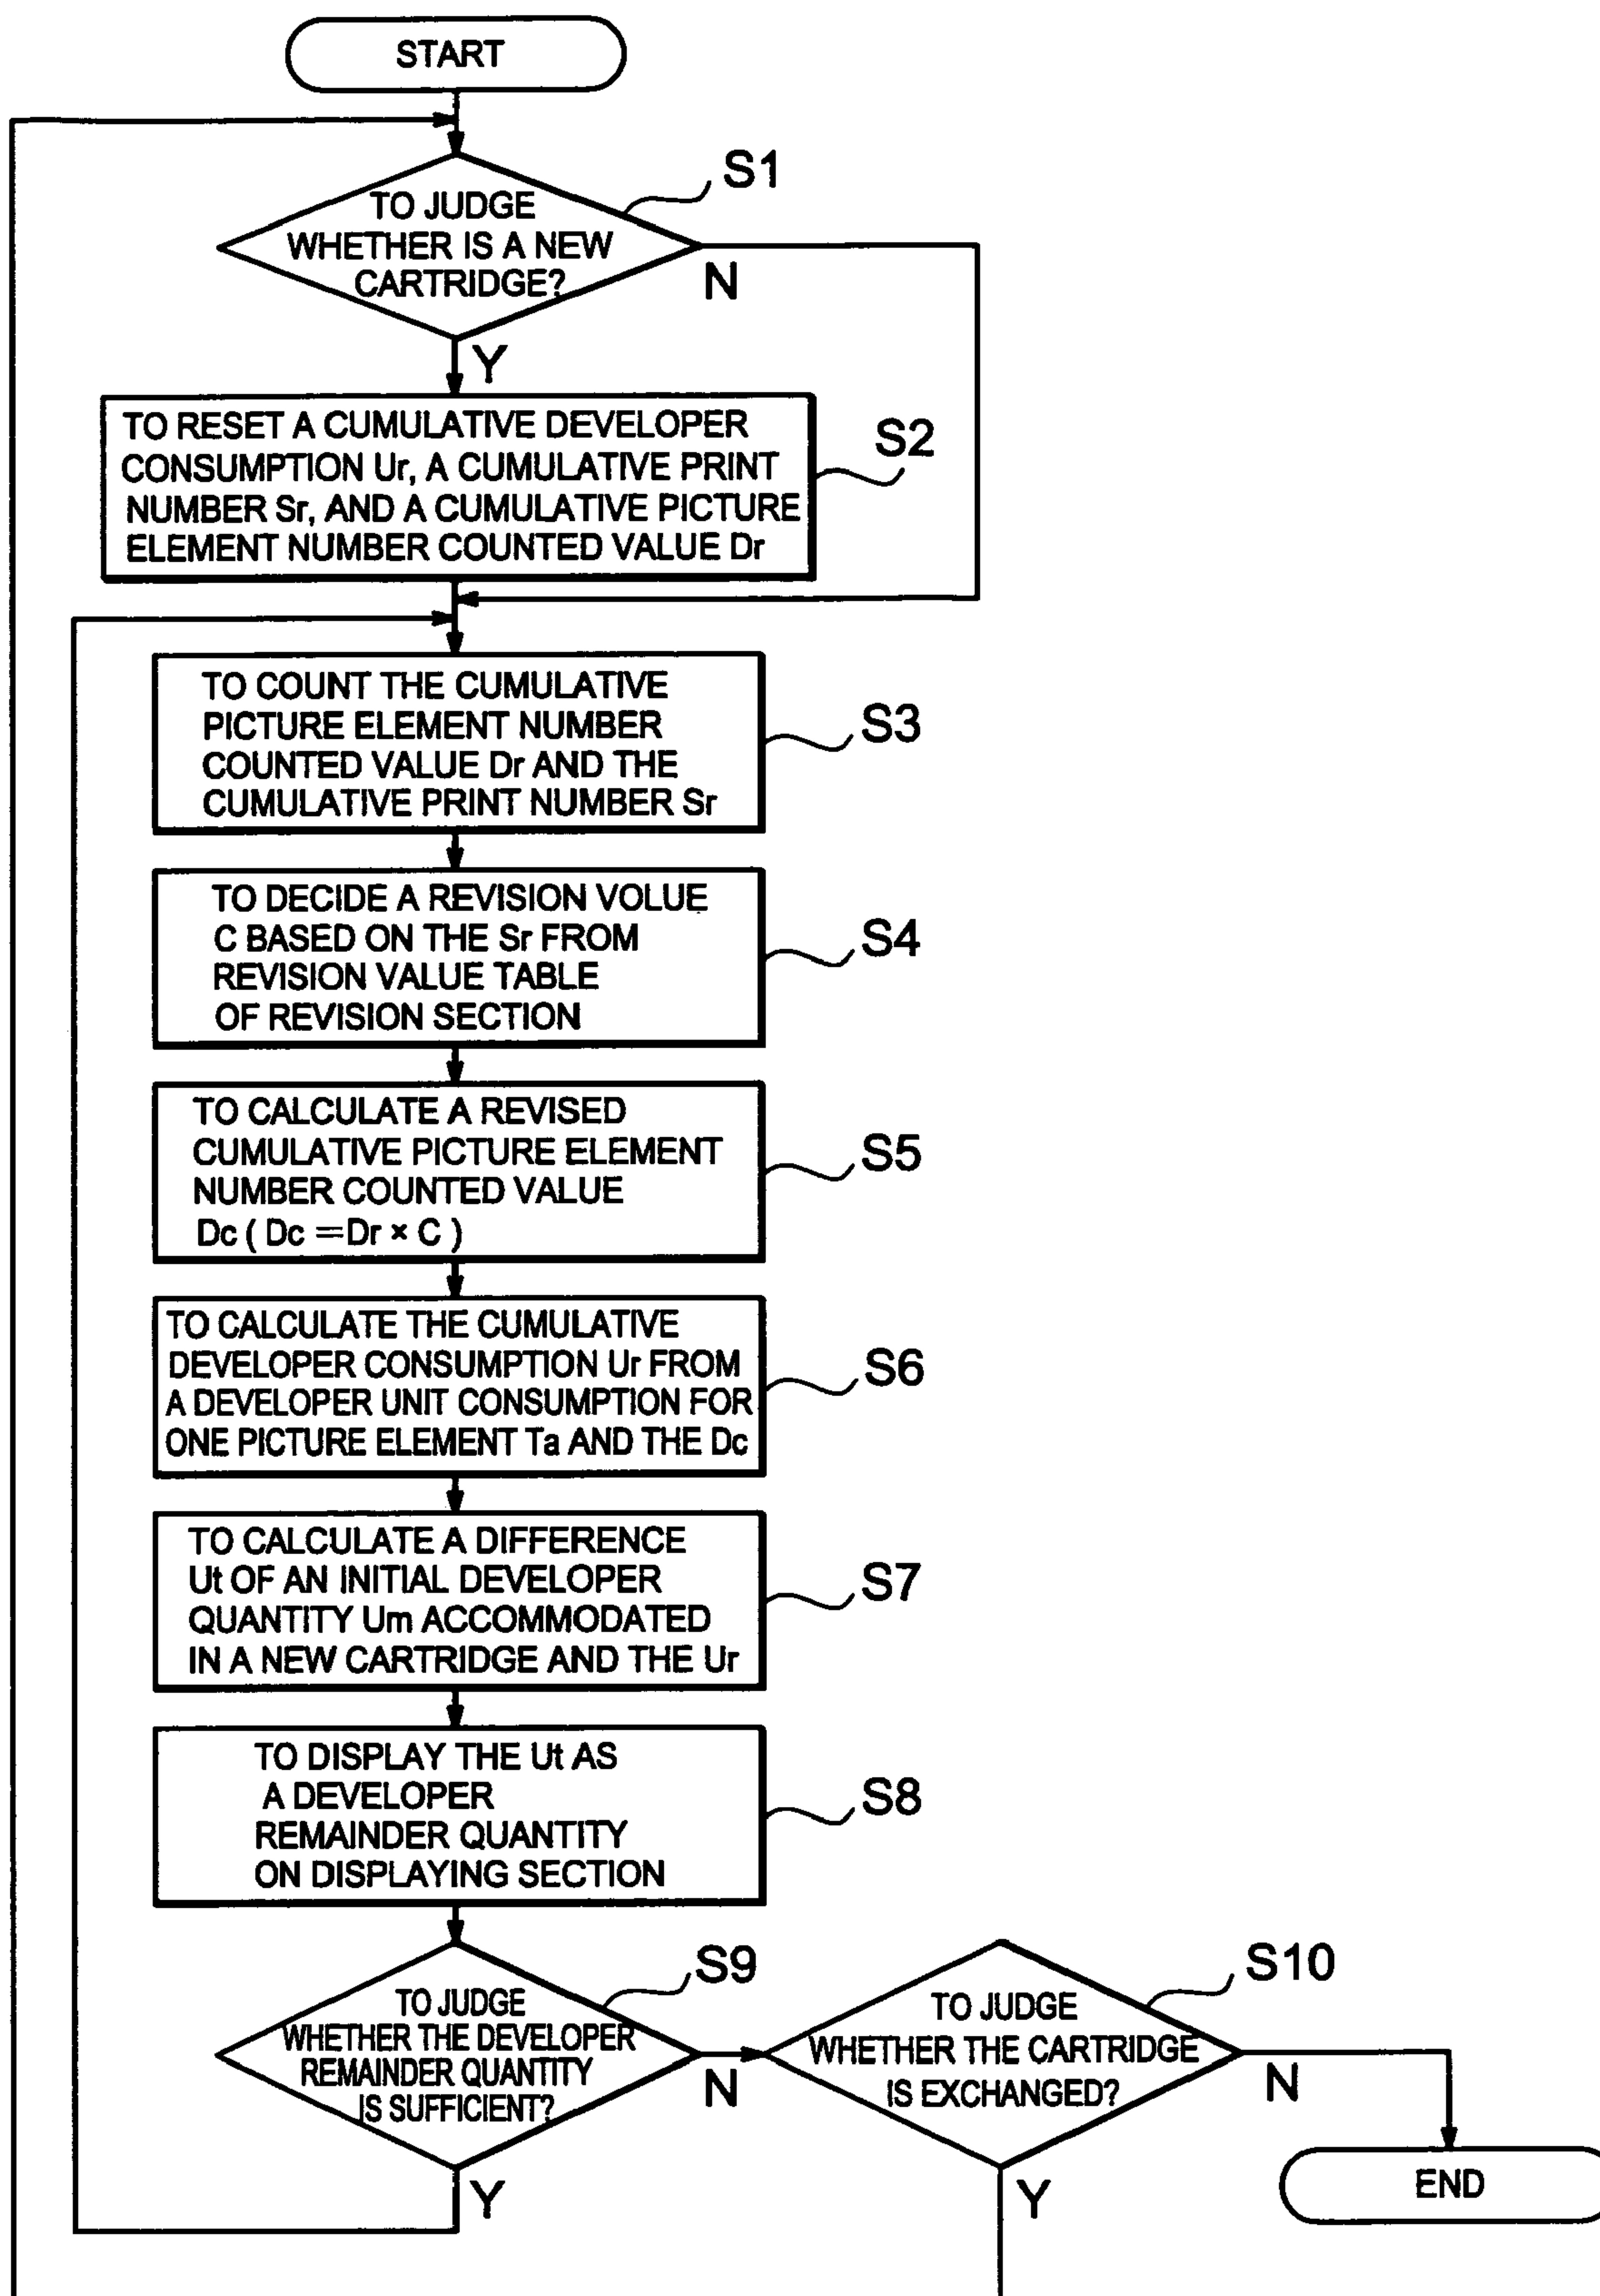 START
S1
TO JUDGE
WHETHER IS A NEW
CARTRIDGE?
N
Y
TO RESET A CUMULATIVE DEVELOPER
CONSUMPTION Ur, A CUMULATIVE PRINT
NUMBER Sr, AND A CUMULATIVE PICTURE
ELEMENT NUMBER COUNTED VALUE Dr
S2
TO COUNT THE CUMULATIVE
PICTURE ELEMENT NUMBER
COUNTED VALUE Dr AND THE
CUMULATIVE PRINT NUMBER Sr
S3
TO DECIDE A REVISION VOLUE
C BASED ON THE Sr FROM
REVISION VALUE TABLE
OF REVISION SECTION
S4
TO CALCULATE A REVISED
CUMULATIVE PICTURE ELEMENT
NUMBER COUNTED VALUE
Dc ( Dc =Dr × C )
S5
TO CALCULATE THE CUMULATIVE
DEVELOPER CONSUMPTION Ur FROM
A DEVELOPER UNIT CONSUMPTION FOR
ONE PICTURE ELEMENT Ta AND THE Dc
S6
TO CALCULATE A DIFFERENCE
Ut OF AN INITIAL DEVELOPER
QUANTITY Um ACCOMMODATED
IN A NEW CARTRIDGE AND THE Ur
S7
TO DISPLAY THE Ut AS
A DEVELOPER
REMAINDER QUANTITY
ON DISPLAYING SECTION
S8
S9
TO JUDGE
WHETHER THE DEVELOPER
REMAINDER QUANTITY
IS SUFFICIENT?
N
Y
S10
TO JUDGE
WHETHER THE CARTRIDGE
IS EXCHANGED?
N
Y
END